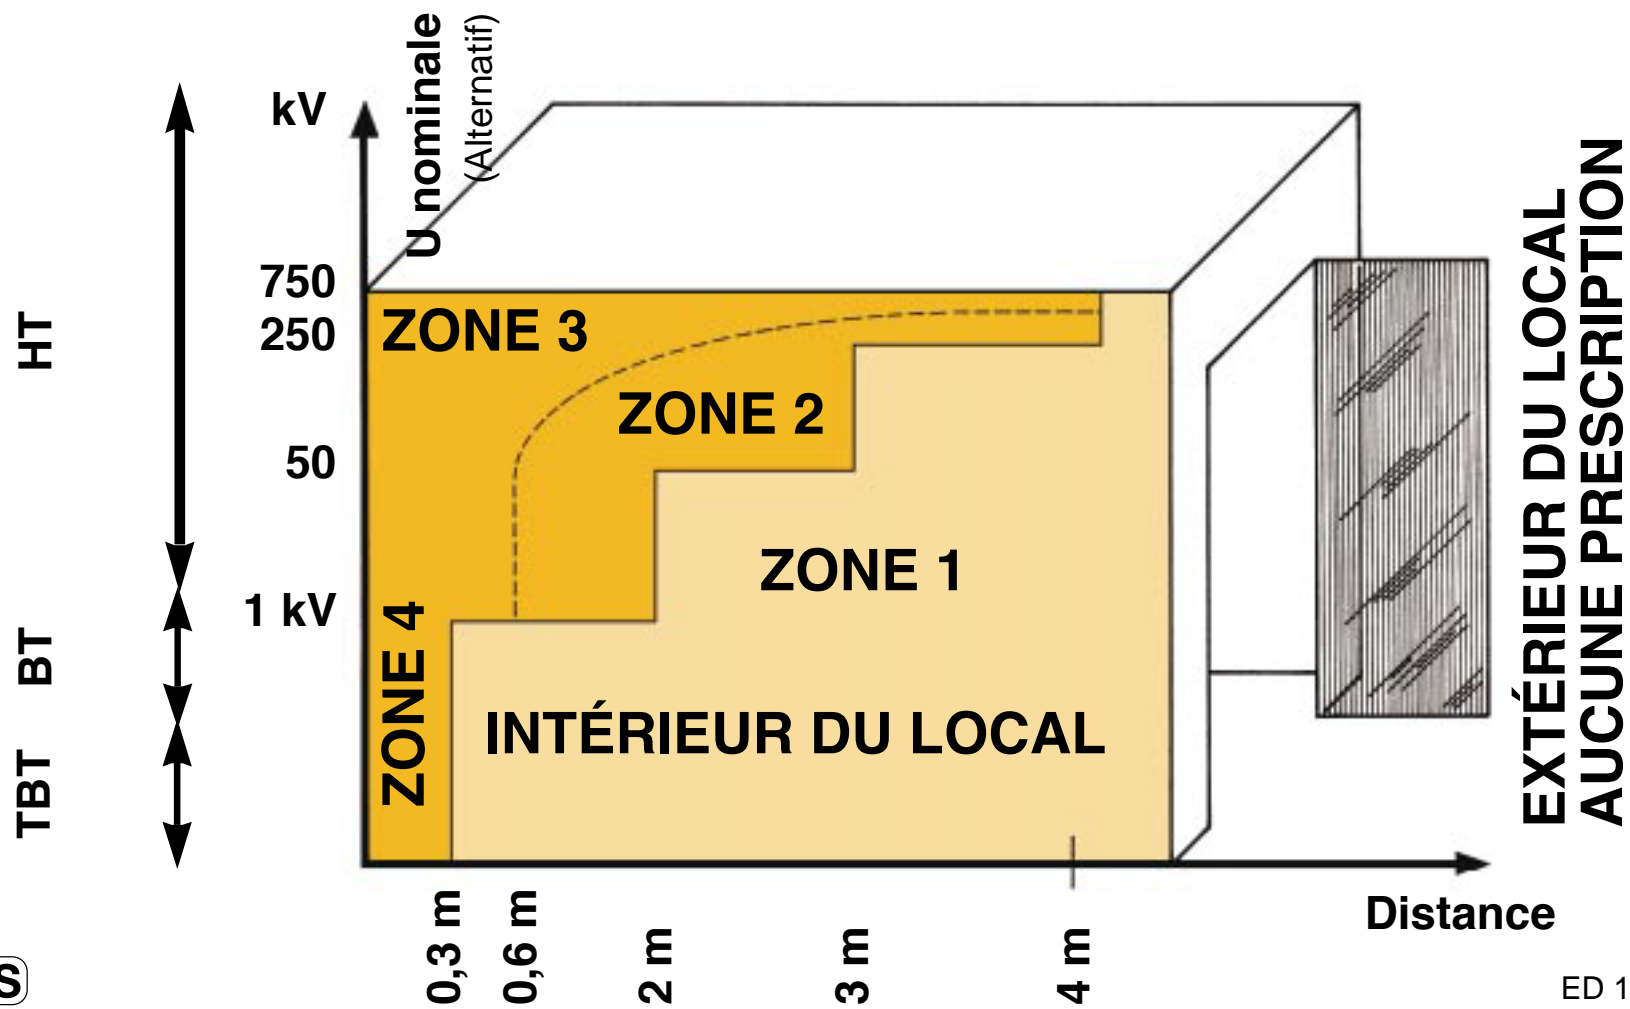 kV
U nominale
(Alternatif)
750
250
50
1 kV
HT
BT
TBT
ZONE 3
ZONE 2
ZONE 1
ZONE 4
INTÉRIEUR DU LOCAL
EXTÉRIEUR DU LOCAL
AUCUNE PRESCRIPTION
0,3 m
0,6 m
2 m
3 m
4 m
Distance
S
ED 1